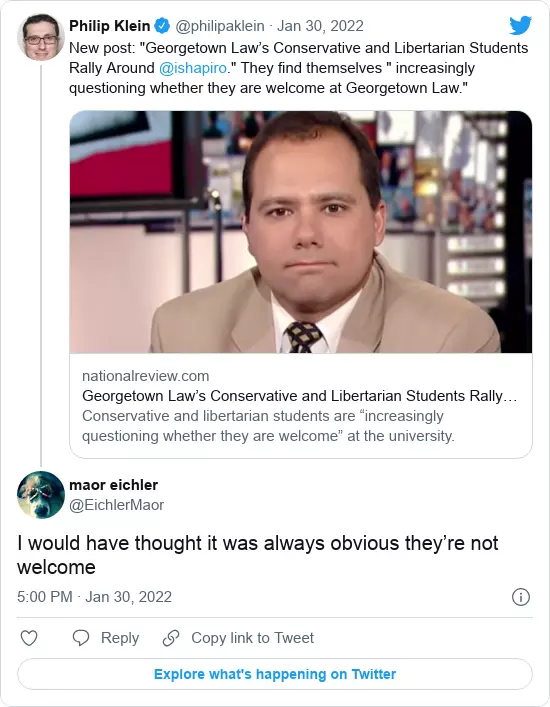 Philip Klein @philipaklein · Jan 30, 2022
New post: "Georgetown Law’s Conservative and Libertarian Students
Rally Around @ishapiro." They find themselves " increasingly
questioning whether they are welcome at Georgetown Law."
nationalreview.com
Georgetown Law’s Conservative and Libertarian Students Rally…
Conservative and libertarian students are “increasingly
questioning whether they are welcome” at the university.
maor eichler
@EichlerMaor
I would have thought it was always obvious they’re not
welcome
5:00 PM · Jan 30, 2022
Reply
Copy link to Tweet
Explore what's happening on Twitter